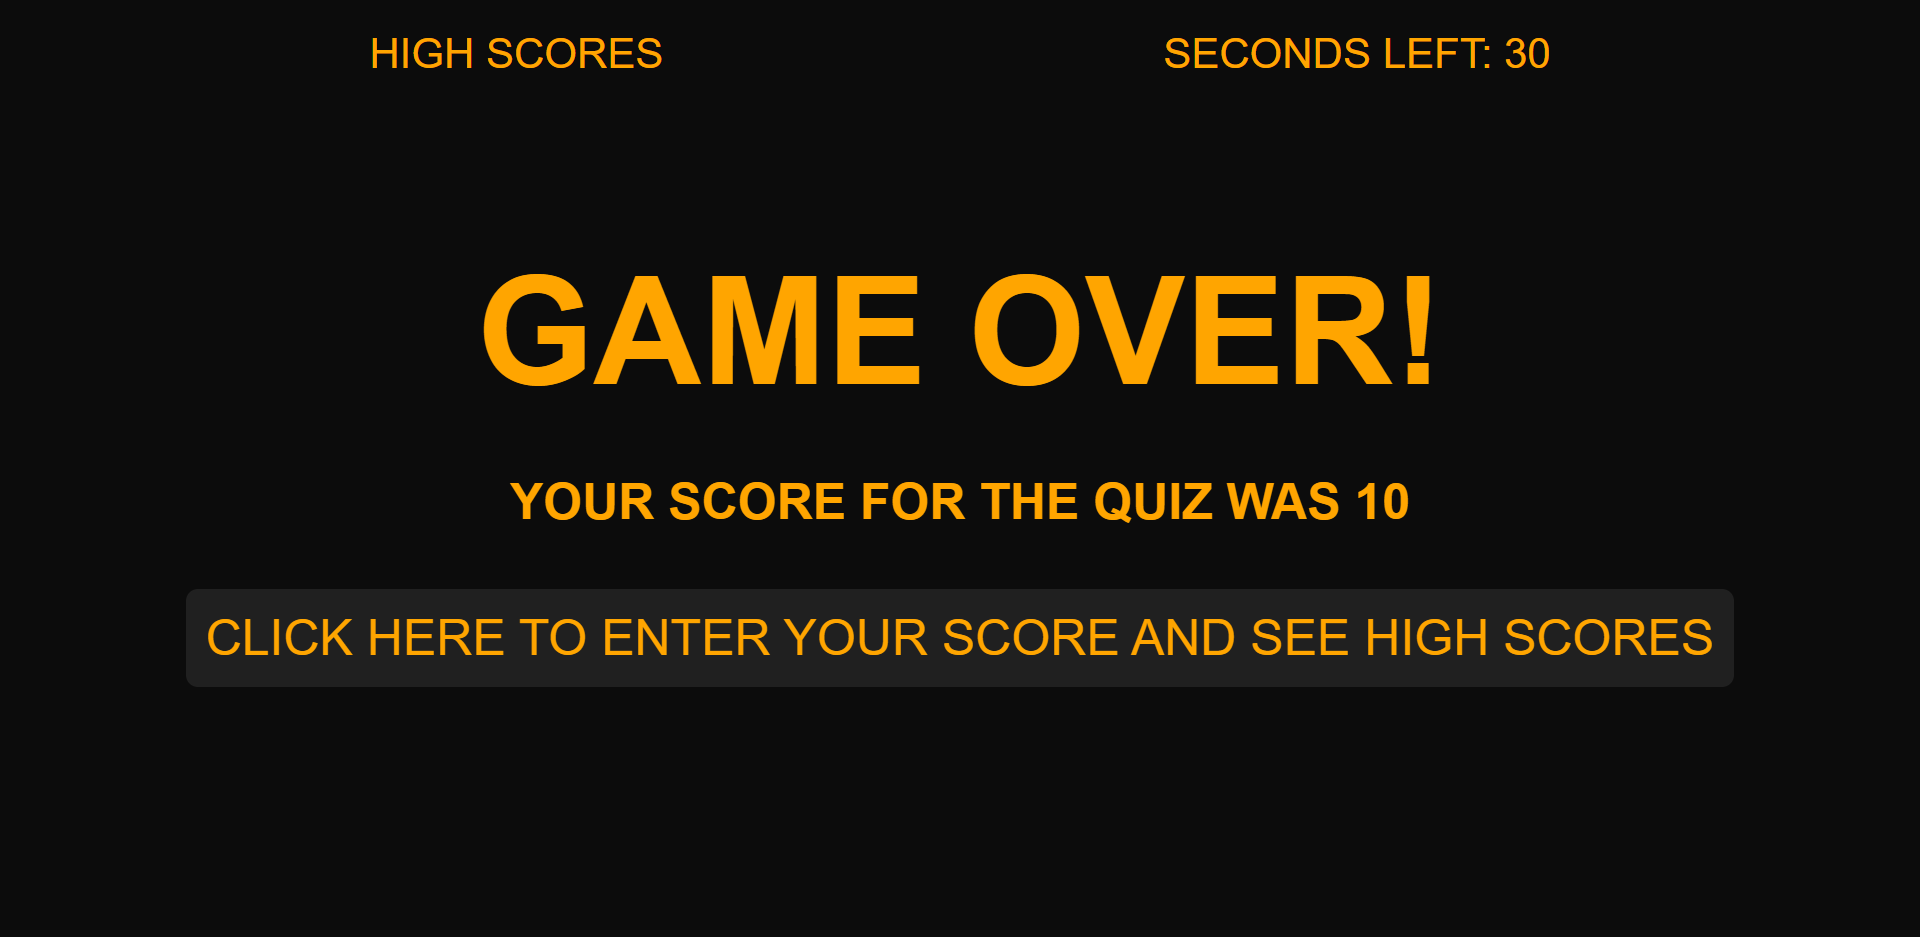 HIGH SCORES
SECONDS LEFT: 30
GAME OVER!
YOUR SCORE FOR THE QUIZ WAS 10
CLICK HERE TO ENTER YOUR SCORE AND SEE HIGH SCORES